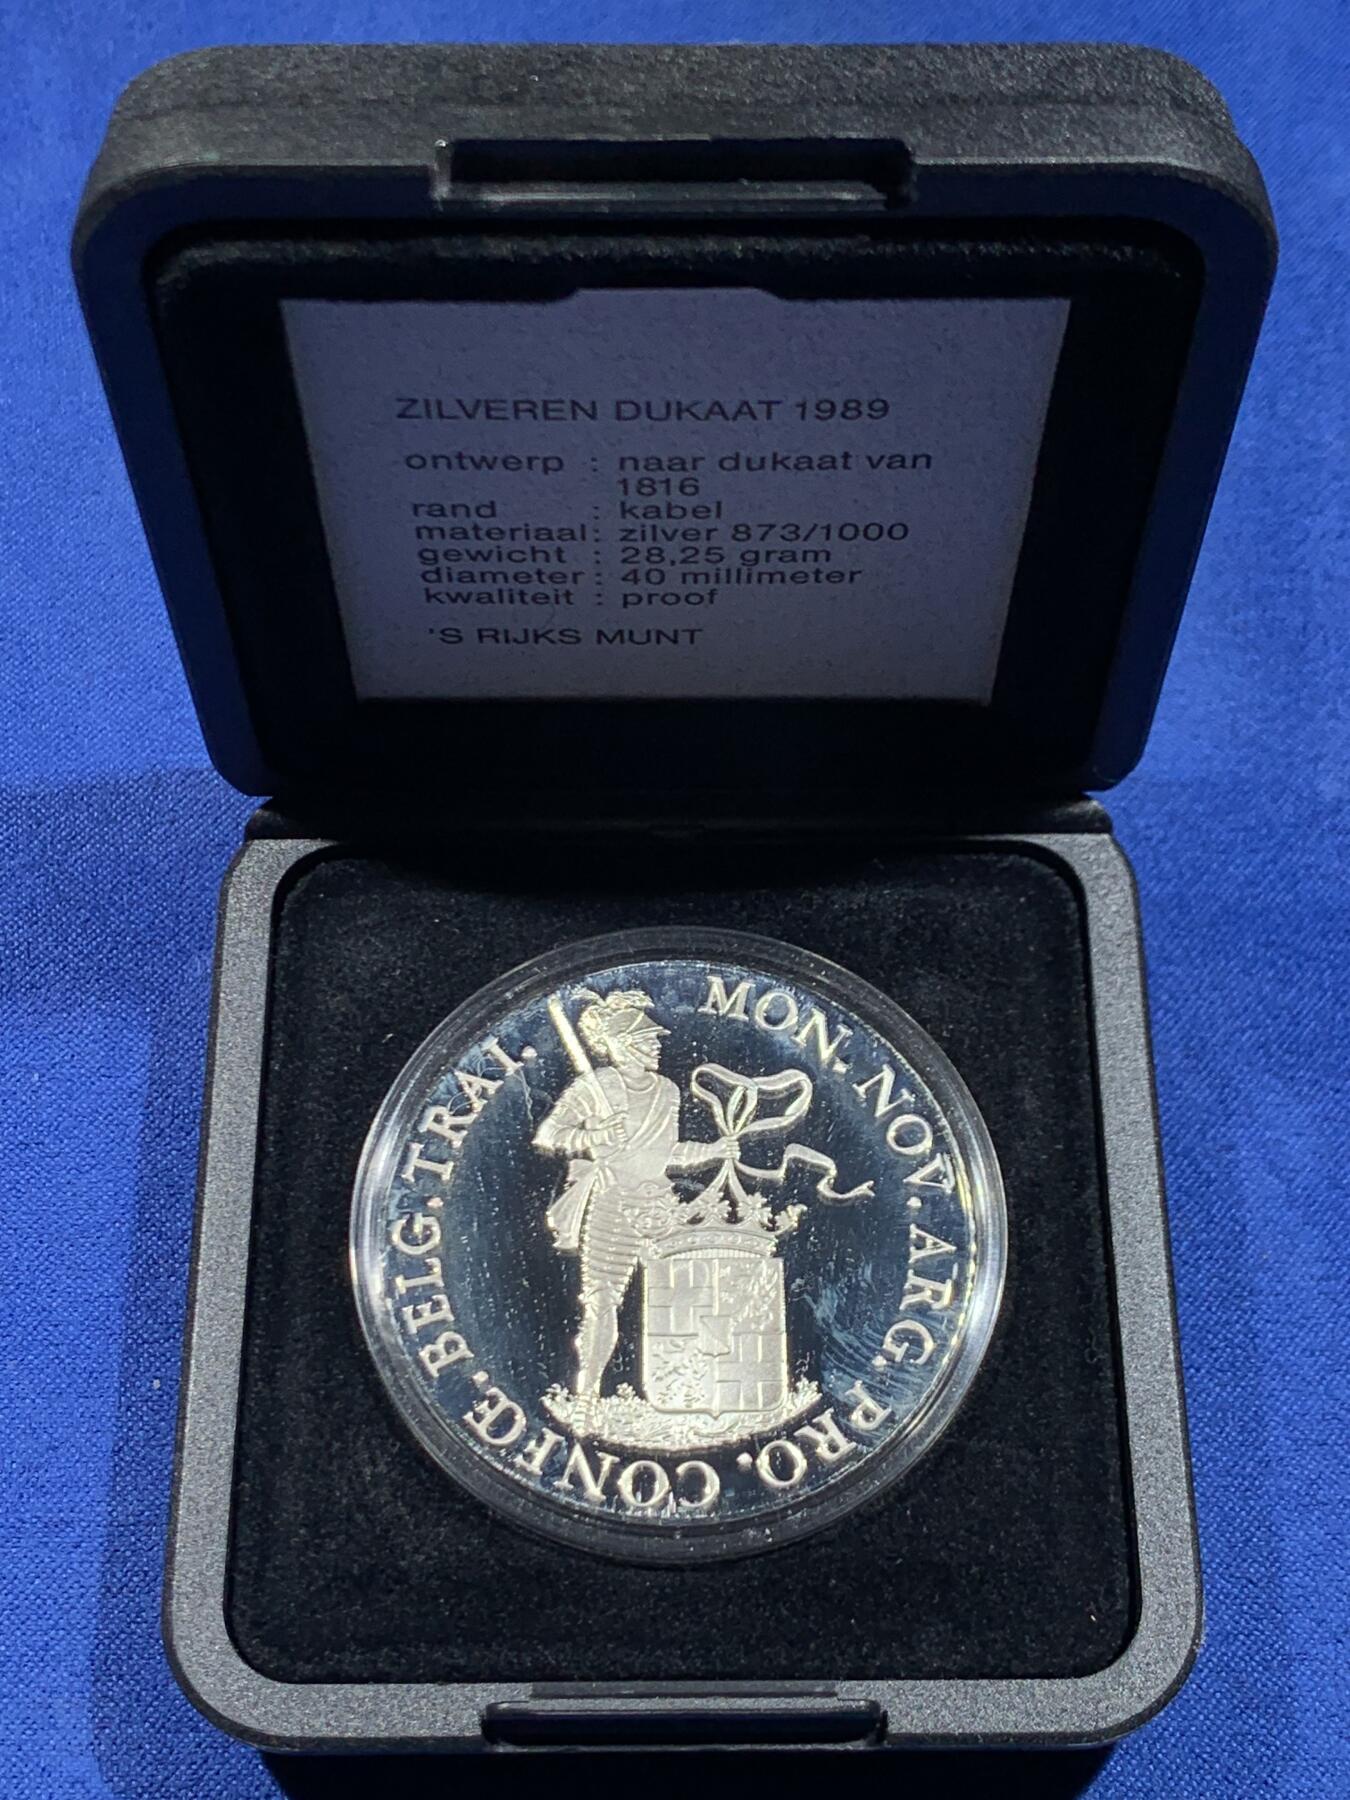 ZILVEREN DUKAAT 1989
ontwerp : naar dukaat van
1816
rand : kabel
materiaal: zilver 873/1000
gewicht : 28,25 gram
diameter : 40 millimeter
kwaliteit : proof
'S RIJKS MUNT
MON. NOV. ARG. PRO. CONFŒ. BELG. TRAI.